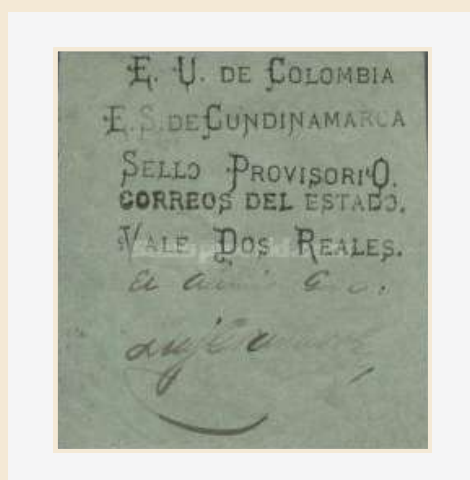 E. U. DE COLOMBIA
E. S. DE CUNDINAMARCA
SELLO PROVISORIO.
CORREOS DEL ESTADO.
VALE DOS REALES.